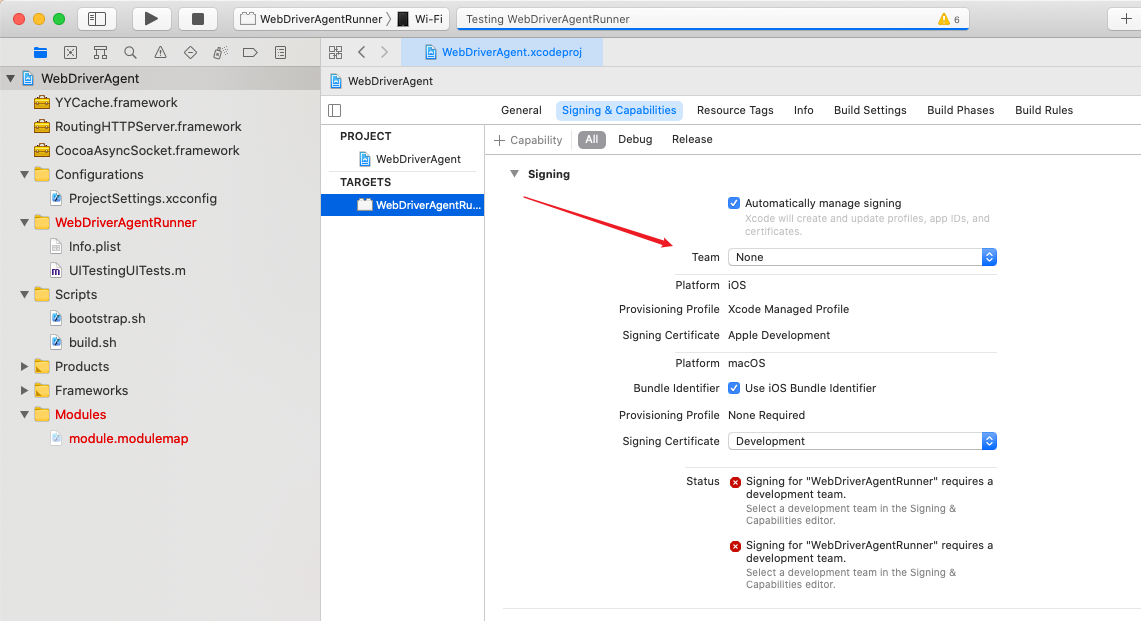 WebDriverAgentRunner 〉 Wi-Fi
Testing WebDriverAgentRunner
6
WebDriverAgent.xcodeproj
WebDriverAgent
YYCache.framework
RoutingHTTPServer.framework
CocoaAsyncSocket.framework
Configurations
ProjectSettings.xcconfig
WebDriverAgentRunner
Info.plist
UITestingUITests.m
Scripts
bootstrap.sh
build.sh
Products
Frameworks
Modules
module.modulemap
WebDriverAgent
General Signing & Capabilities Resource Tags Info Build Settings Build Phases Build Rules
PROJECT
WebDriverAgent
TARGETS
WebDriverAgentRu...
+ Capability All Debug Release
Signing
Automatically manage signing
Xcode will create and update profiles, app IDs, and
certificates.
Team None
Platform iOS
Provisioning Profile Xcode Managed Profile
Signing Certificate Apple Development
Platform macOS
Bundle Identifier Use iOS Bundle Identifier
Provisioning Profile None Required
Signing Certificate Development
Status Signing for "WebDriverAgentRunner" requires a
development team.
Select a development team in the Signing &
Capabilities editor.
Signing for "WebDriverAgentRunner" requires a
development team.
Select a development team in the Signing &
Capabilities editor.